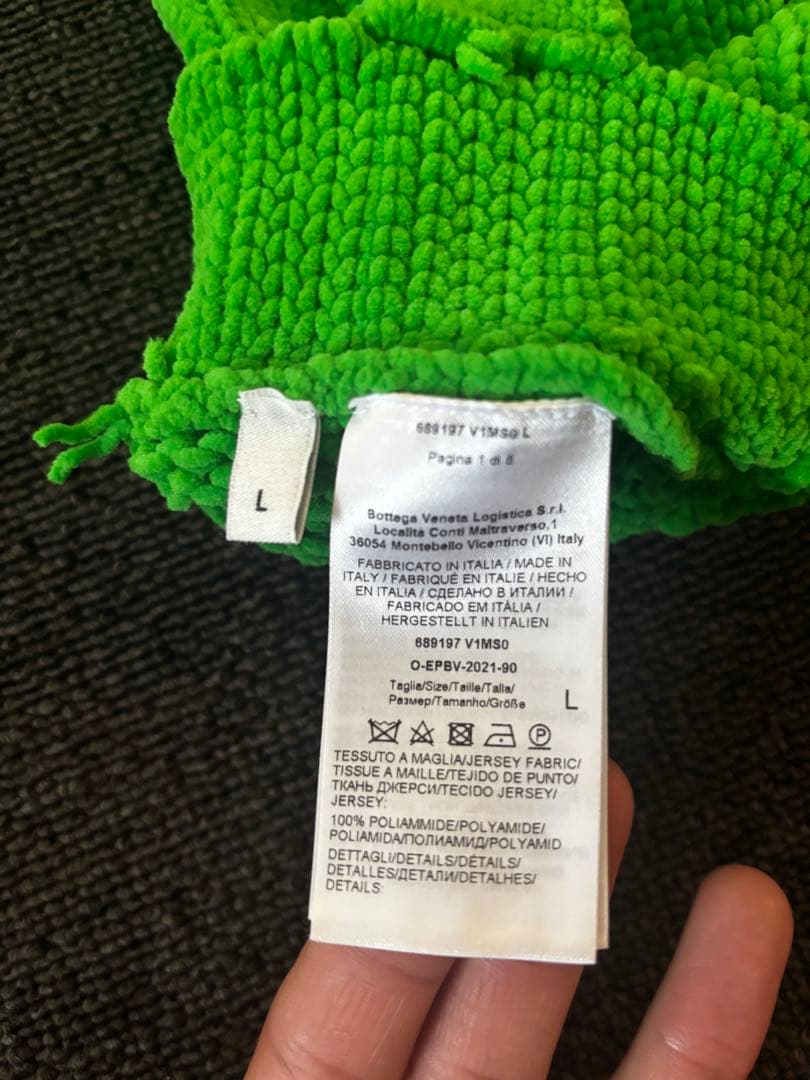 L
689197 V1MS0 L
Pagina 1 di 8
Bottega Veneta Logistica S.r.l.
Località Conti Maltraverso,1
36054 Montebello Vicentino (VI) Italy
FABBRICATO IN ITALIA / MADE IN
ITALY / FABRIQUÉ EN ITALIE / HECHO
EN ITALIA / СДЕЛАНО В ИТАЛИИ /
FABRICADO EM ITÁLIA /
HERGESTELLT IN ITALIEN
689197 V1MS0
O-EPBV-2021-90
Taglia/Size/Taille/Talla/
Размер/Tamanho/Größe
L
P
TESSUTO A MAGLIA/JERSEY FABRIC/
TISSUE A MAILLE/TEJIDO DE PUNTO/
ТКАНЬ ДЖЕРСИ/TECIDO JERSEY/
JERSEY:
100% POLIAMMIDE/POLYAMIDE/
POLIAMIDA/ПОЛИАМИД/POLYAMID
DETTAGLI/DETAILS/DÉTAILS/
DETALLES/ДЕТАЛИ/DETALHES/
DETAILS: